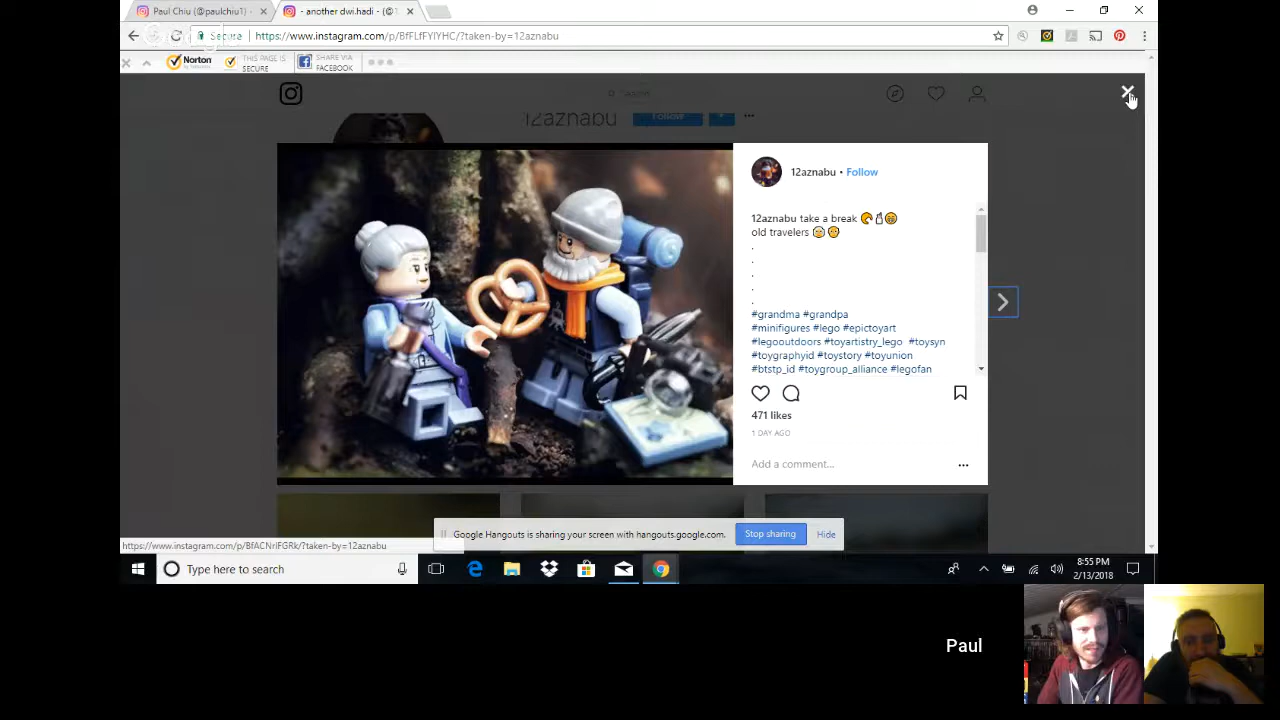 Paul Chiu (@paulchiu1)
- another dwi.hadi - (@1
Secure
https://www.instagram.com/p/BfFLfFYlYHC/?taken-by=12aznabu
Norton
THIS PAGE IS
SECURE
SHARE VIA
FACEBOOK
12aznabu
Follow
12aznabu • Follow
12aznabu take a break
old travelers
.
.
.
.
.
#grandma #grandpa
#minifigures #lego #epictoyart
#legooutdoors #toyartistry_lego #toysyn
#toygraphyid #toystory #toyunion
#btstp_id #toygroup_alliance #legofan
471 likes
1 DAY AGO
Add a comment...
Google Hangouts is sharing your screen with hangouts.google.com.
Stop sharing
Hide
https://www.instagram.com/p/BfACNriFGRk/?taken-by=12aznabu
Type here to search
8:55 PM
2/13/2018
Paul